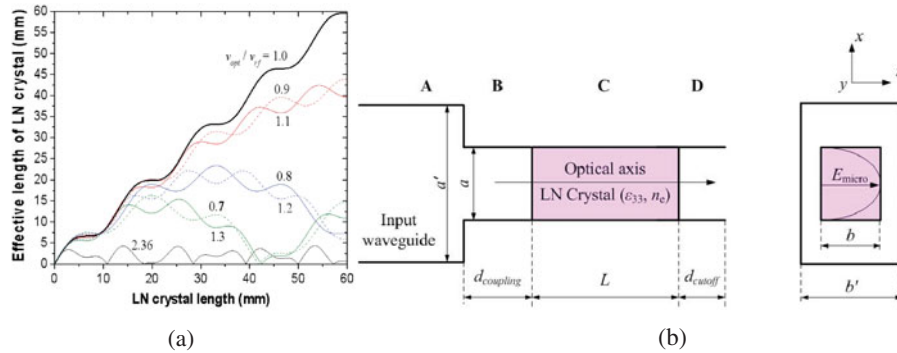 Effective length of LN crystal (mm)
60
55
50
45
40
35
30
25
20
15
10
5
0
v_opt / v_rf = 1.0
0.9
1.1
0.8
1.2
0.7
1.3
2.36
0 10 20 30 40 50 60
LN crystal length (mm)
(a)
A B C D
a'
a
Input
waveguide
Optical axis
LN Crystal (ε33, ne)
d_coupling
L
d_cutoff
x
y
E_micro
b
b'
(b)